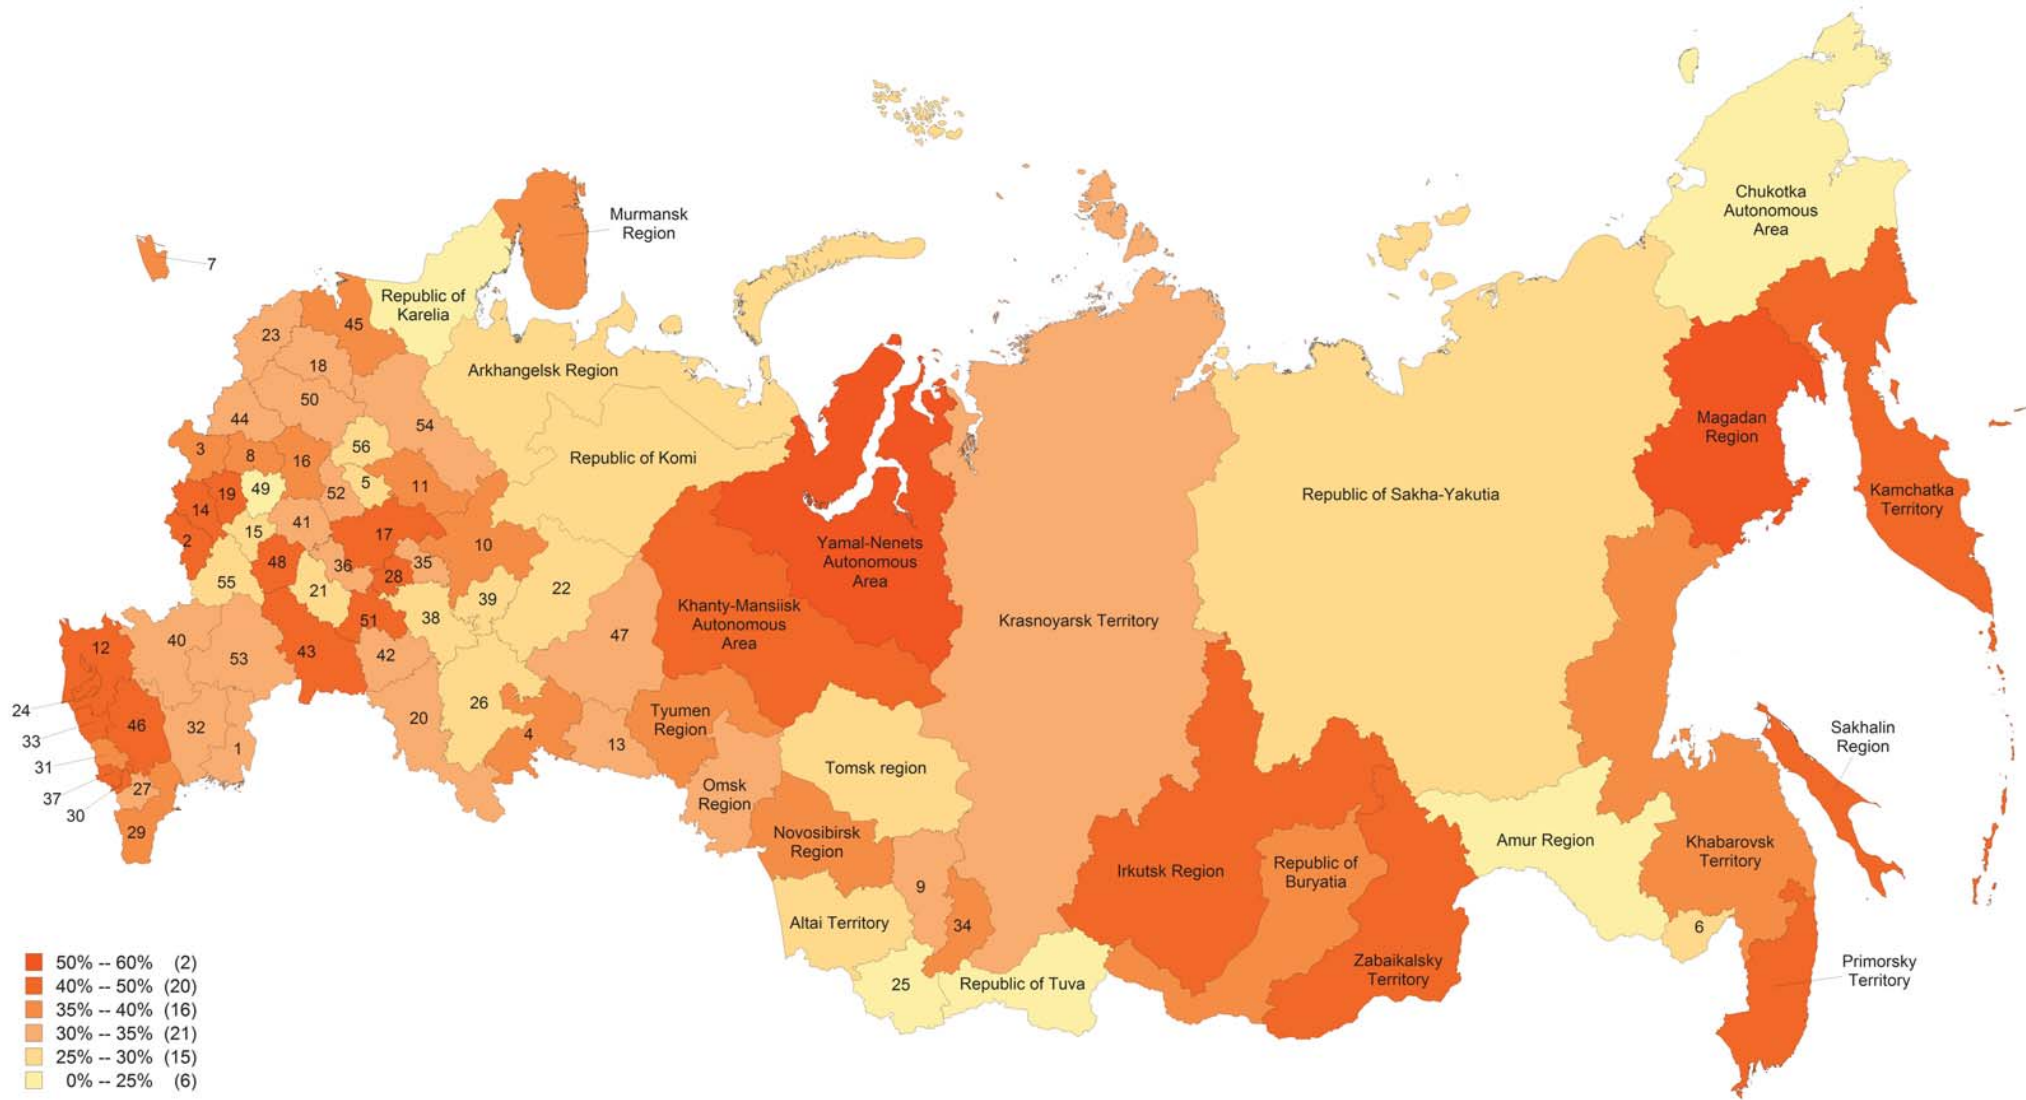 Chukotka
Autonomous
Area
Murmansk
Region
7
Republic of
Karelia
45
23
18
Arkhangelsk Region
50
44
54
Magadan
Region
56
3
8
16
Republic of Komi
5
11
49
19
52
Republic of Sakha-Yakutia
Kamchatka
Territory
14
41
15
17
2
10
Yamal-Nenets
Autonomous
Area
48
36
35
28
55
21
22
39
Khanty-Mansiisk
Autonomous
Area
38
51
Krasnoyarsk Territory
47
40
12
43
42
53
26
24
Tyumen
Region
20
46
32
Sakhalin
Region
33
4
13
1
31
Tomsk region
27
Omsk
Region
37
30
29
Novosibirsk
Region
Amur Region
Khabarovsk
Territory
Irkutsk Region
Republic of
Buryatia
9
Altai Territory
34
6
50% -- 60% (2)
40% -- 50% (20)
35% -- 40% (16)
30% -- 35% (21)
25% -- 30% (15)
0% -- 25% (6)
25
Republic of Tuva
Zabaikalsky
Territory
Primorsky
Territory